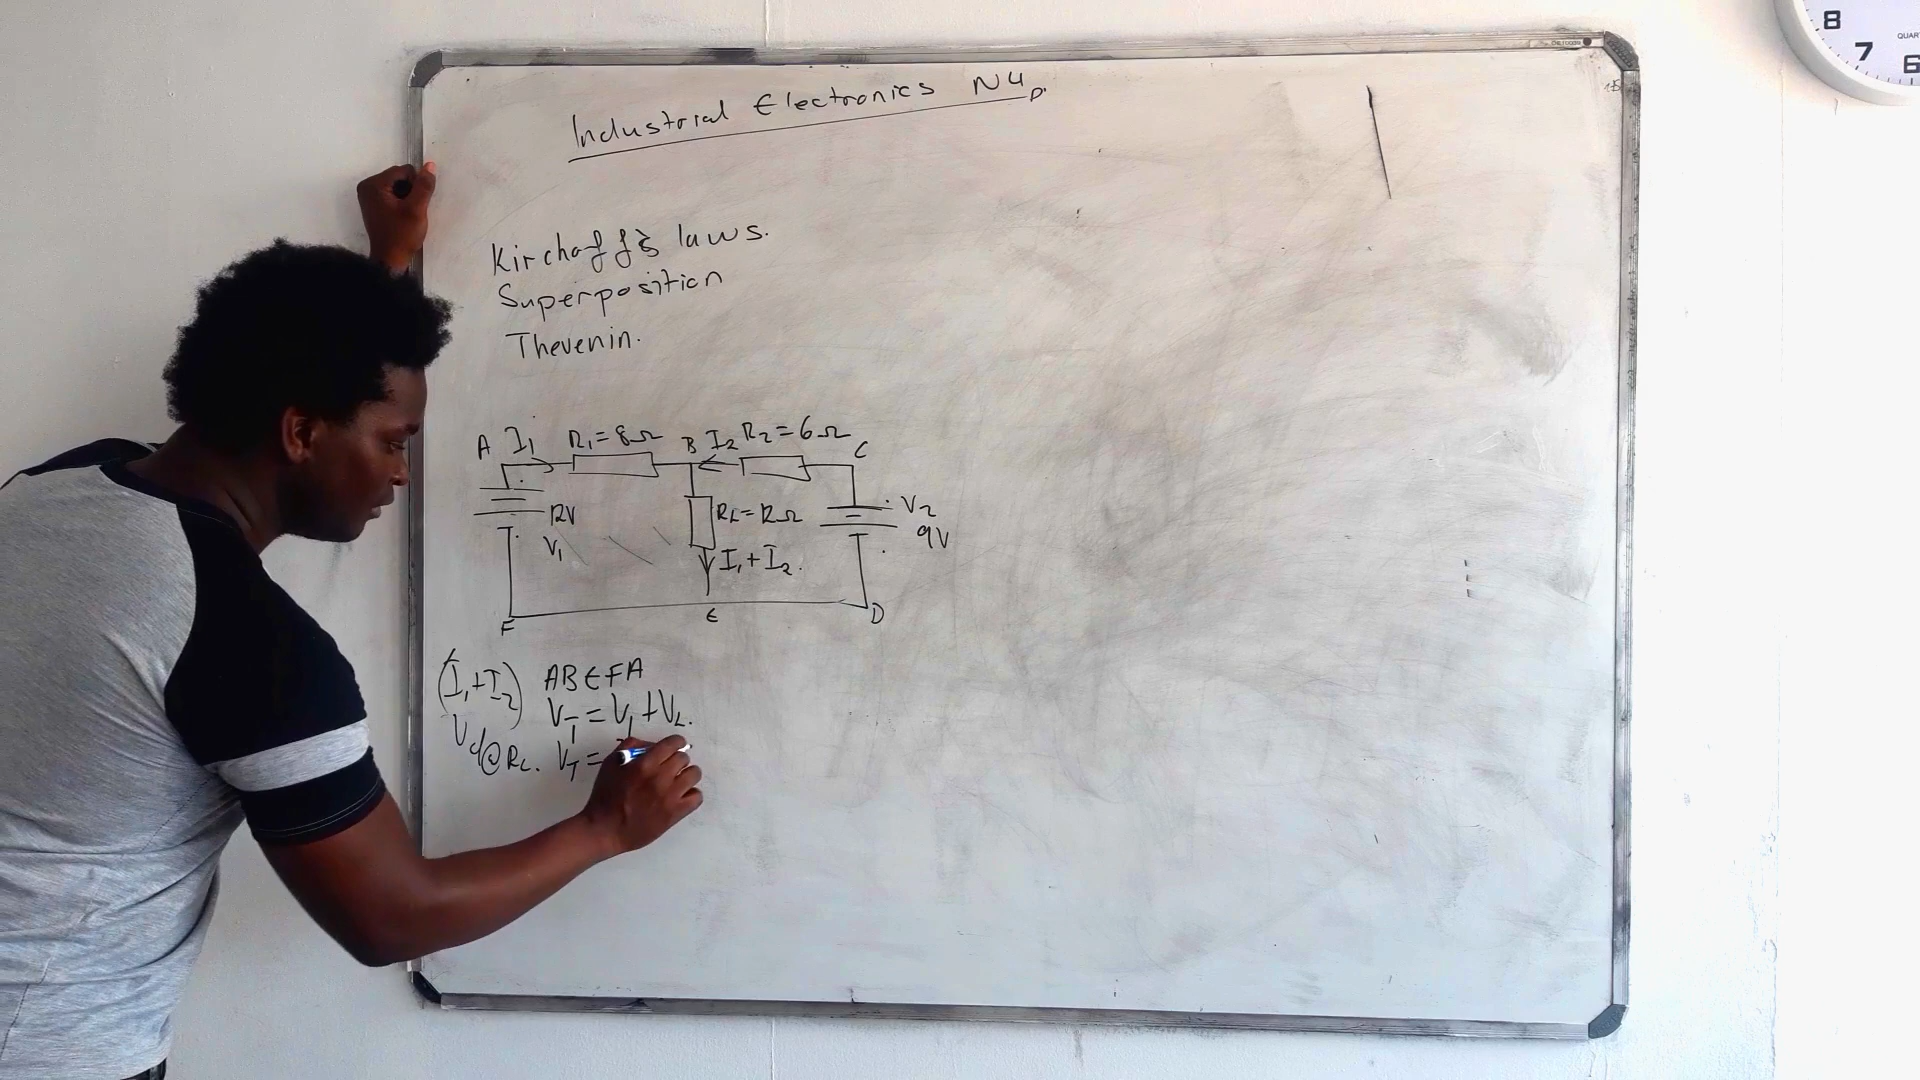 Industrial Electronics N4
Kirchoff's laws.
Superposition
Thevenin.
A I₁ R₁=8Ω B I₂ R₂=6Ω C
12V
V₁
RL=12Ω
V₂
9V
I₁+I₂.
F E D
(I₁+I₂) ABEFA
VT=V₁+VL.
Vd@RL. VT=
8
7
6
QUAR